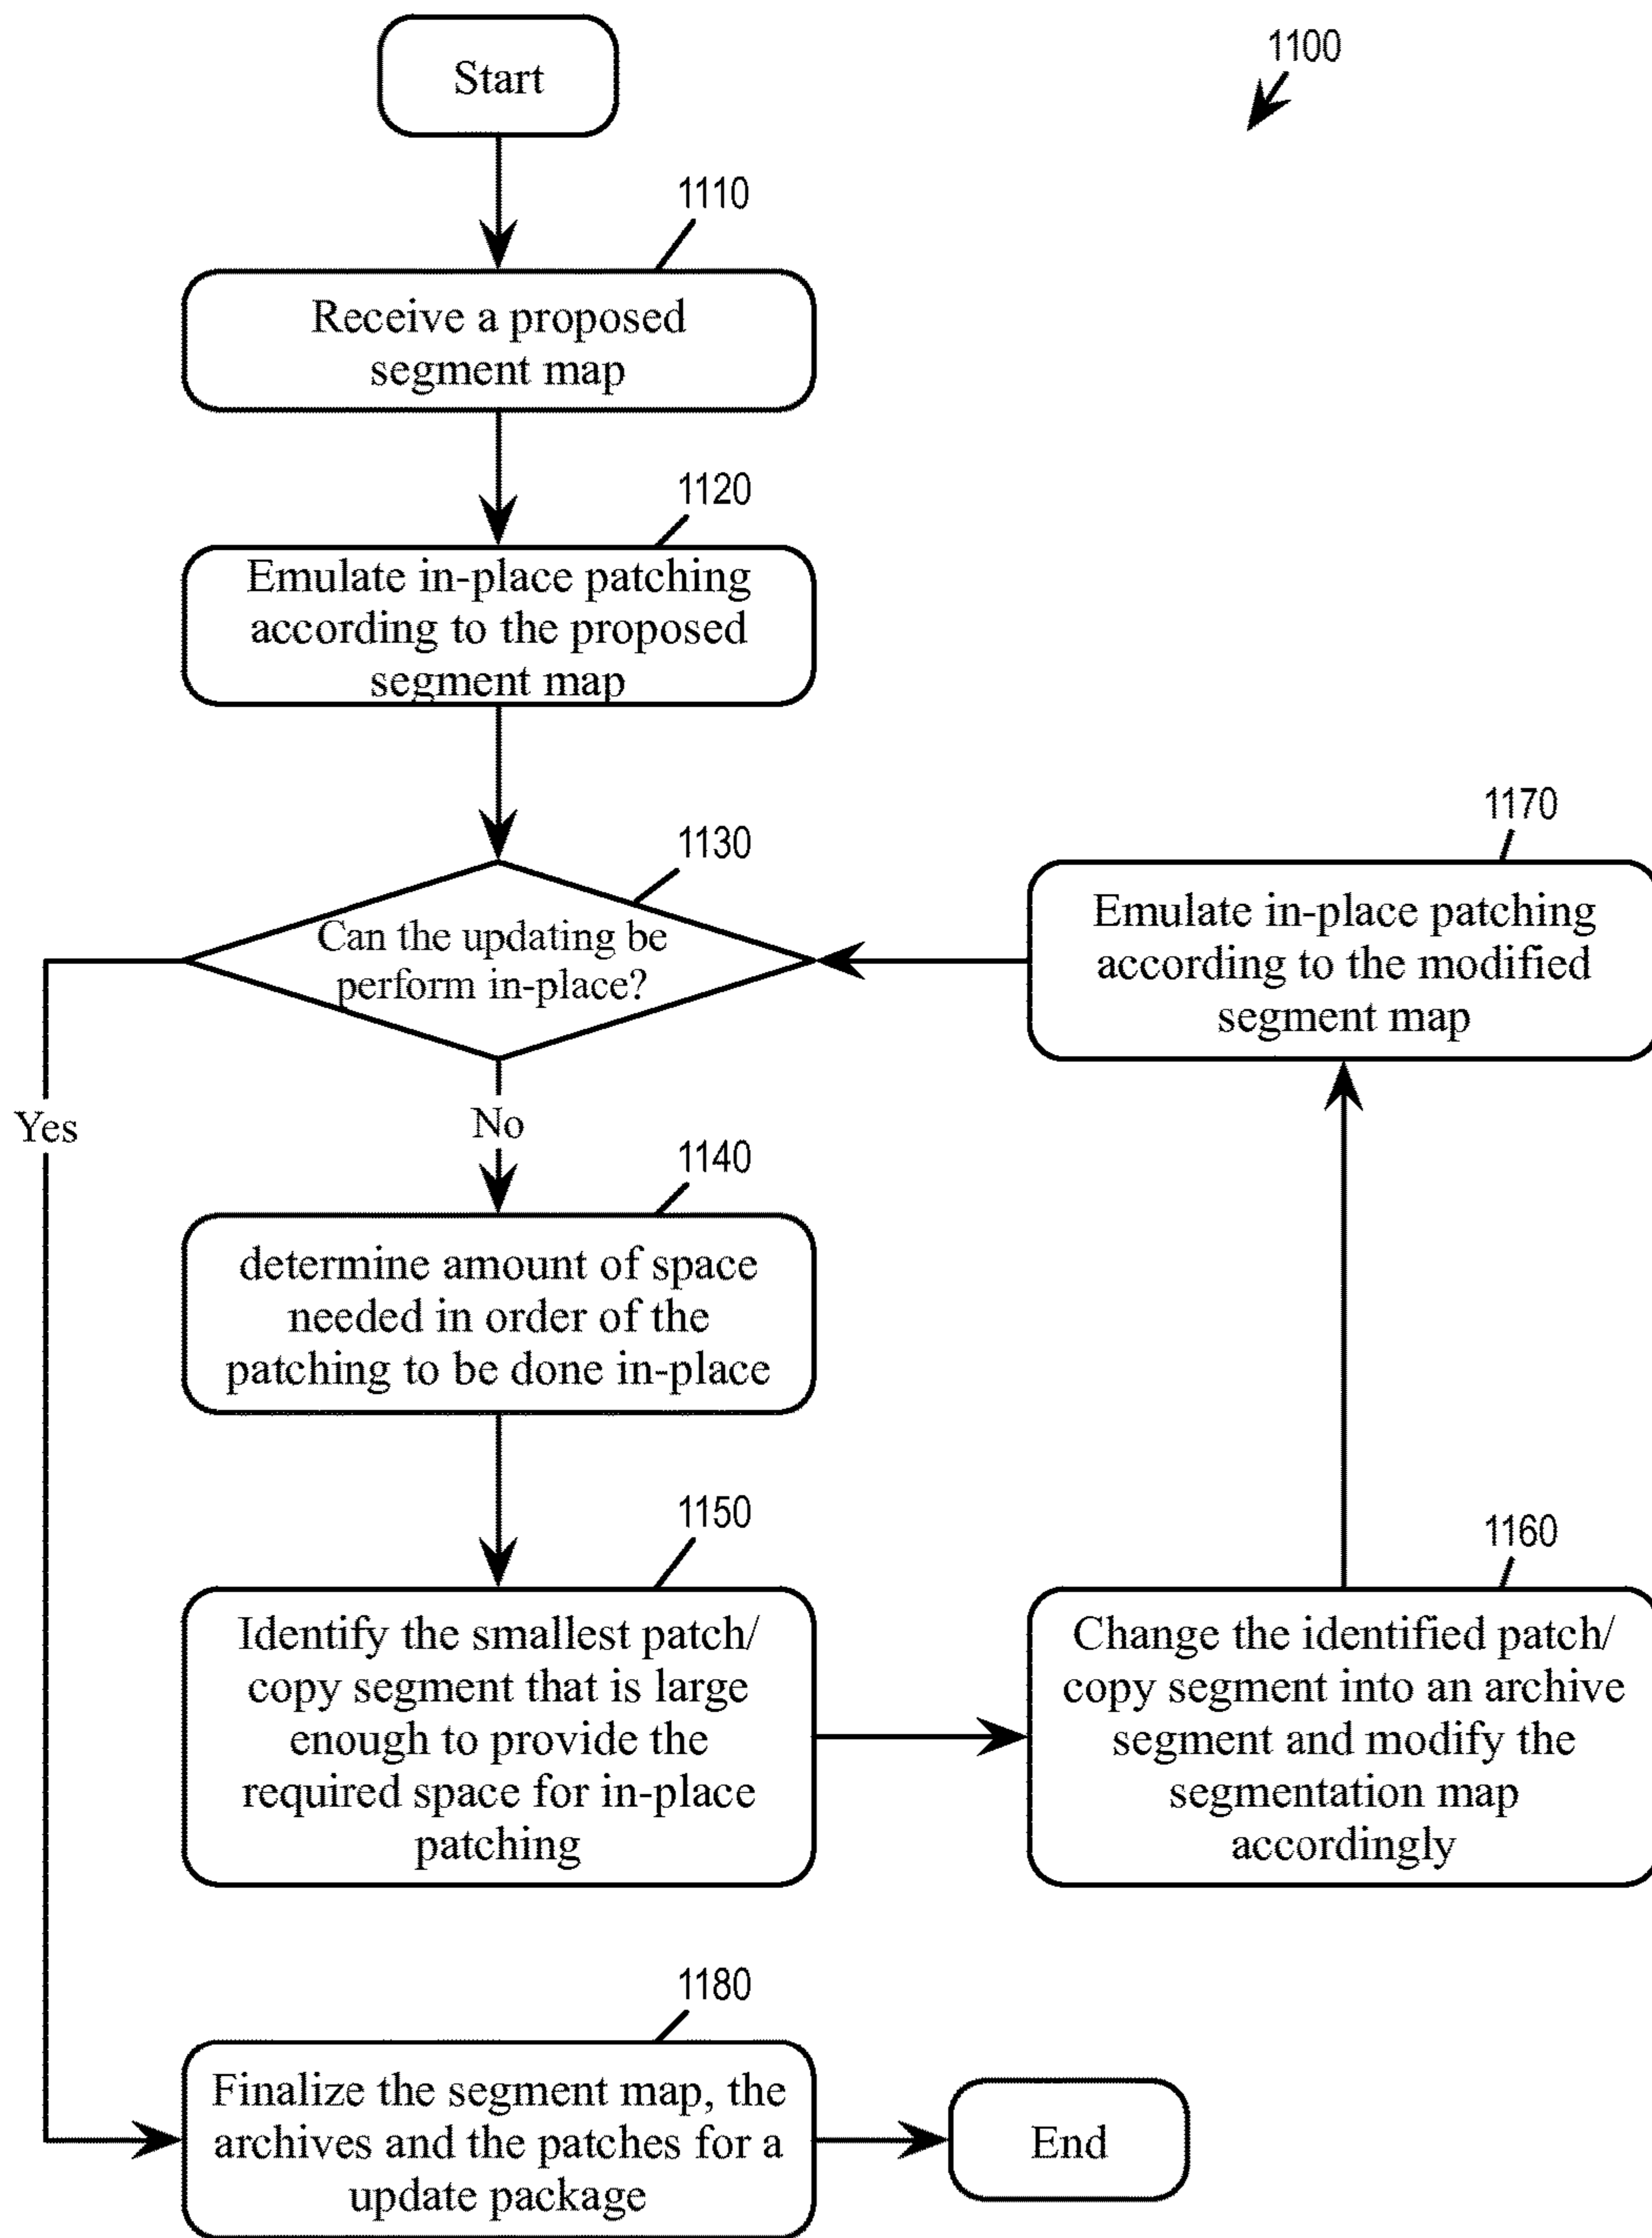 Start
1100
1110
Receive a proposed
segment map
1120
Emulate in-place patching
according to the proposed
segment map
1130
Can the updating be
perform in-place?
1170
Emulate in-place patching
according to the modified
segment map
Yes
No
1140
determine amount of space
needed in order of the
patching to be done in-place
1150
Identify the smallest patch/
copy segment that is large
enough to provide the
required space for in-place
patching
1160
Change the identified patch/
copy segment into an archive
segment and modify the
segmentation map
accordingly
1180
Finalize the segment map, the
archives and the patches for a
update package
End